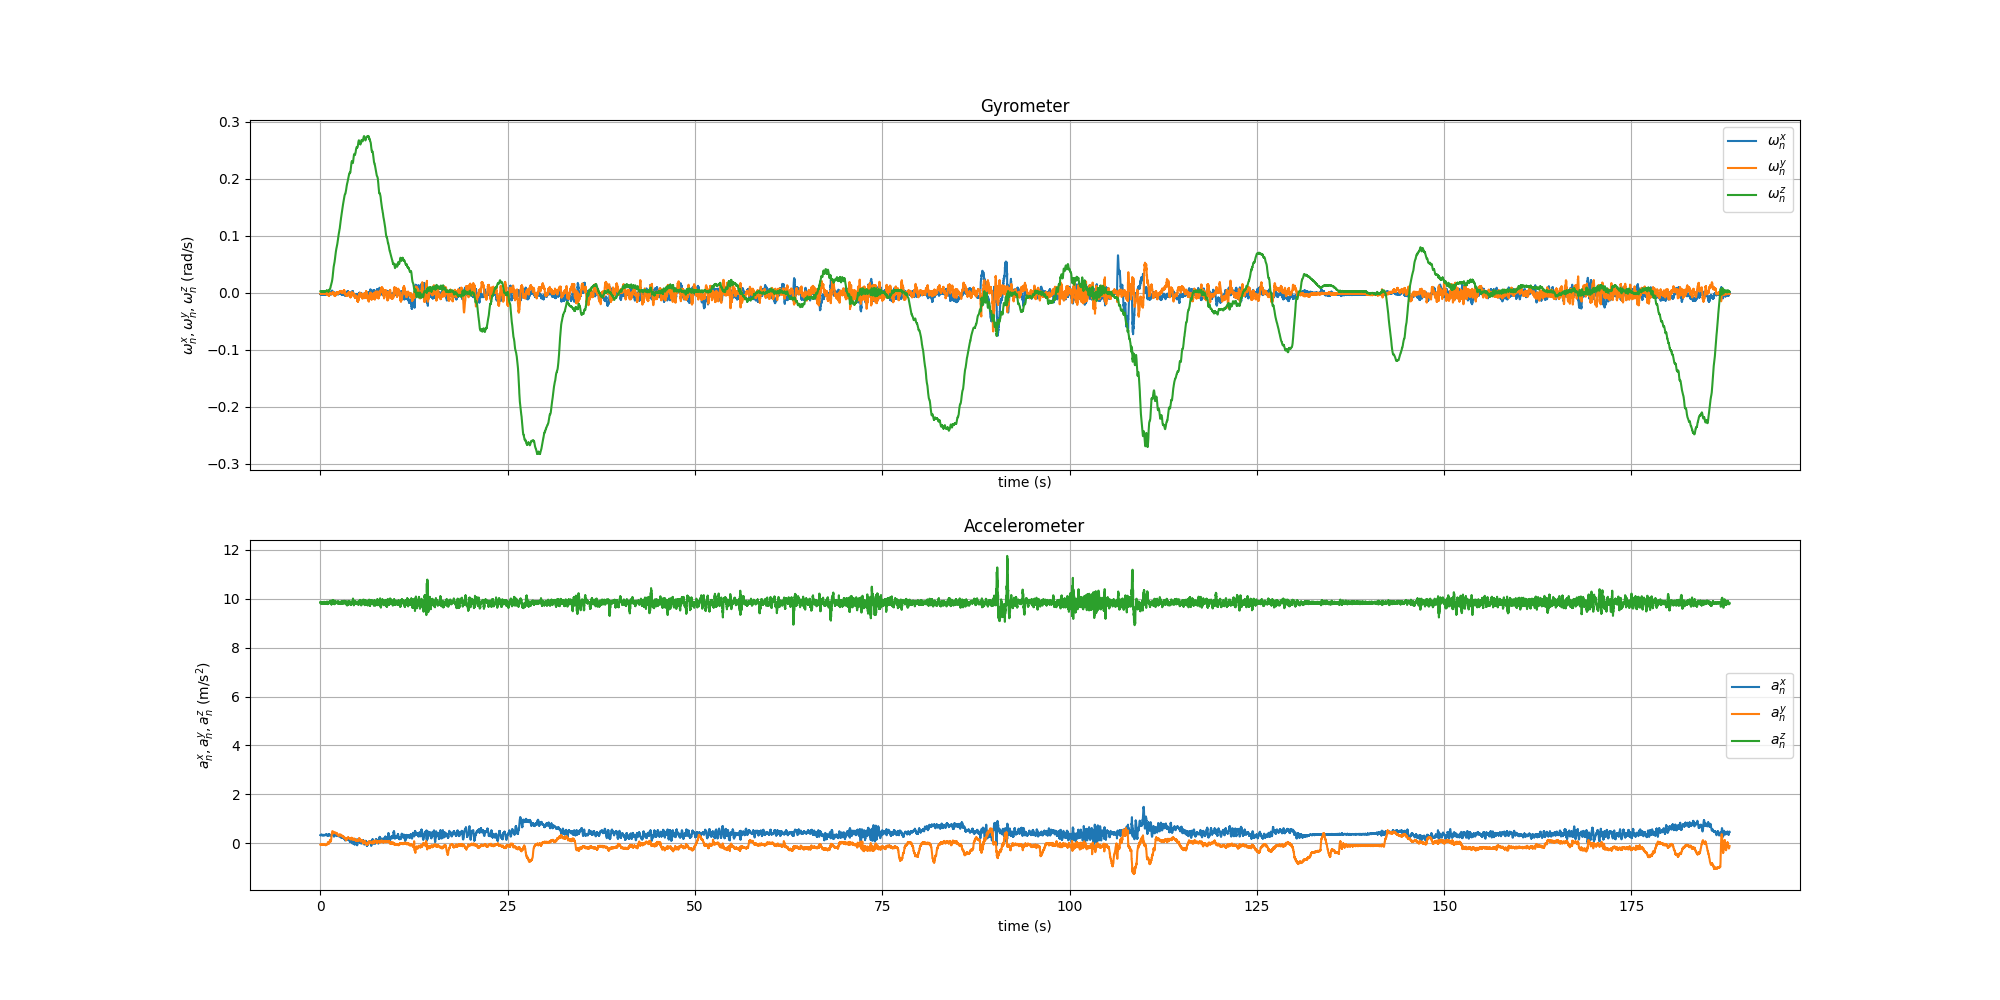 Gyrometer
0.3
0.2
0.1
0.0
−0.1
−0.2
−0.3
ω_n^x, ω_n^y, ω_n^z (rad/s)
ω_n^x
ω_n^y
ω_n^z
time (s)
Accelerometer
12
10
8
6
4
2
0
a_n^x, a_n^y, a_n^z (m/s²)
a_n^x
a_n^y
a_n^z
0 25 50 75 100 125 150 175
time (s)